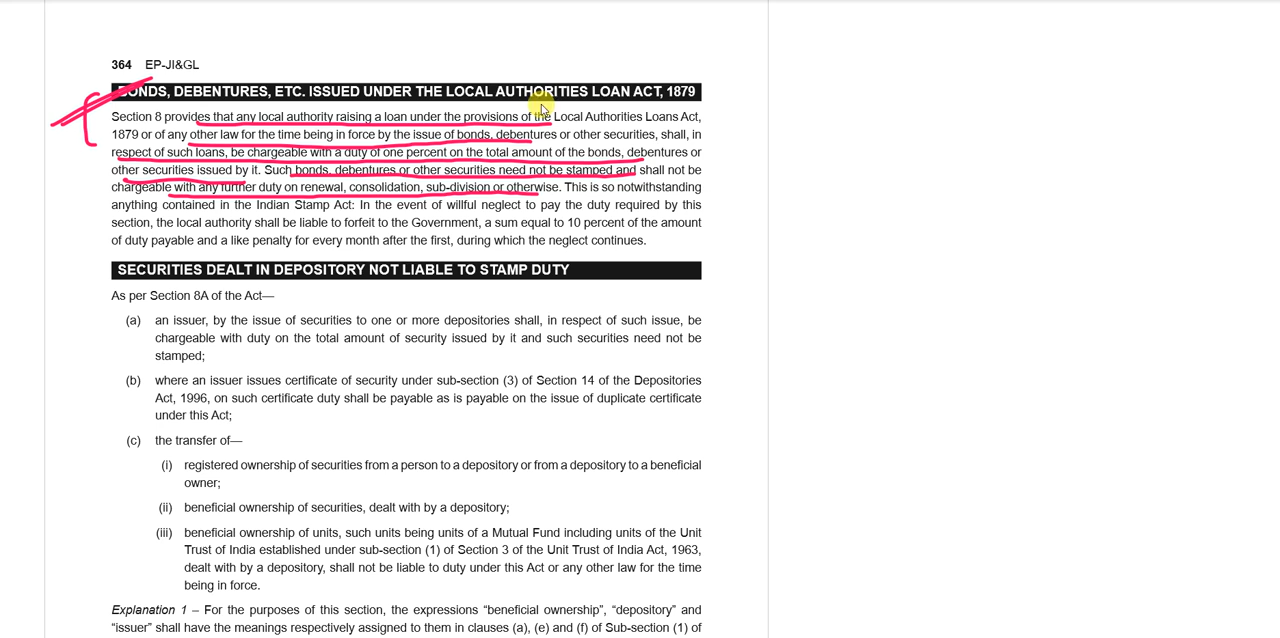 364 EP-JI&GL
BONDS, DEBENTURES, ETC. ISSUED UNDER THE LOCAL AUTHORITIES LOAN ACT, 1879
Section 8 provides that any local authority raising a loan under the provisions of the Local Authorities Loans Act,
1879 or of any other law for the time being in force by the issue of bonds, debentures or other securities, shall, in
respect of such loans, be chargeable with a duty of one percent on the total amount of the bonds, debentures or
other securities issued by it. Such bonds, debentures or other securities need not be stamped and shall not be
chargeable with any further duty on renewal, consolidation, sub-division or otherwise. This is so notwithstanding
anything contained in the Indian Stamp Act: In the event of willful neglect to pay the duty required by this
section, the local authority shall be liable to forfeit to the Government, a sum equal to 10 percent of the amount
of duty payable and a like penalty for every month after the first, during which the neglect continues.
SECURITIES DEALT IN DEPOSITORY NOT LIABLE TO STAMP DUTY
As per Section 8A of the Act—
(a) an issuer, by the issue of securities to one or more depositories shall, in respect of such issue, be
chargeable with duty on the total amount of security issued by it and such securities need not be
stamped;
(b) where an issuer issues certificate of security under sub-section (3) of Section 14 of the Depositories
Act, 1996, on such certificate duty shall be payable as is payable on the issue of duplicate certificate
under this Act;
(c) the transfer of—
(i) registered ownership of securities from a person to a depository or from a depository to a beneficial
owner;
(ii) beneficial ownership of securities, dealt with by a depository;
(iii) beneficial ownership of units, such units being units of a Mutual Fund including units of the Unit
Trust of India established under sub-section (1) of Section 3 of the Unit Trust of India Act, 1963,
dealt with by a depository, shall not be liable to duty under this Act or any other law for the time
being in force.
Explanation 1 – For the purposes of this section, the expressions “beneficial ownership”, “depository” and
“issuer” shall have the meanings respectively assigned to them in clauses (a), (e) and (f) of Sub-section (1) of